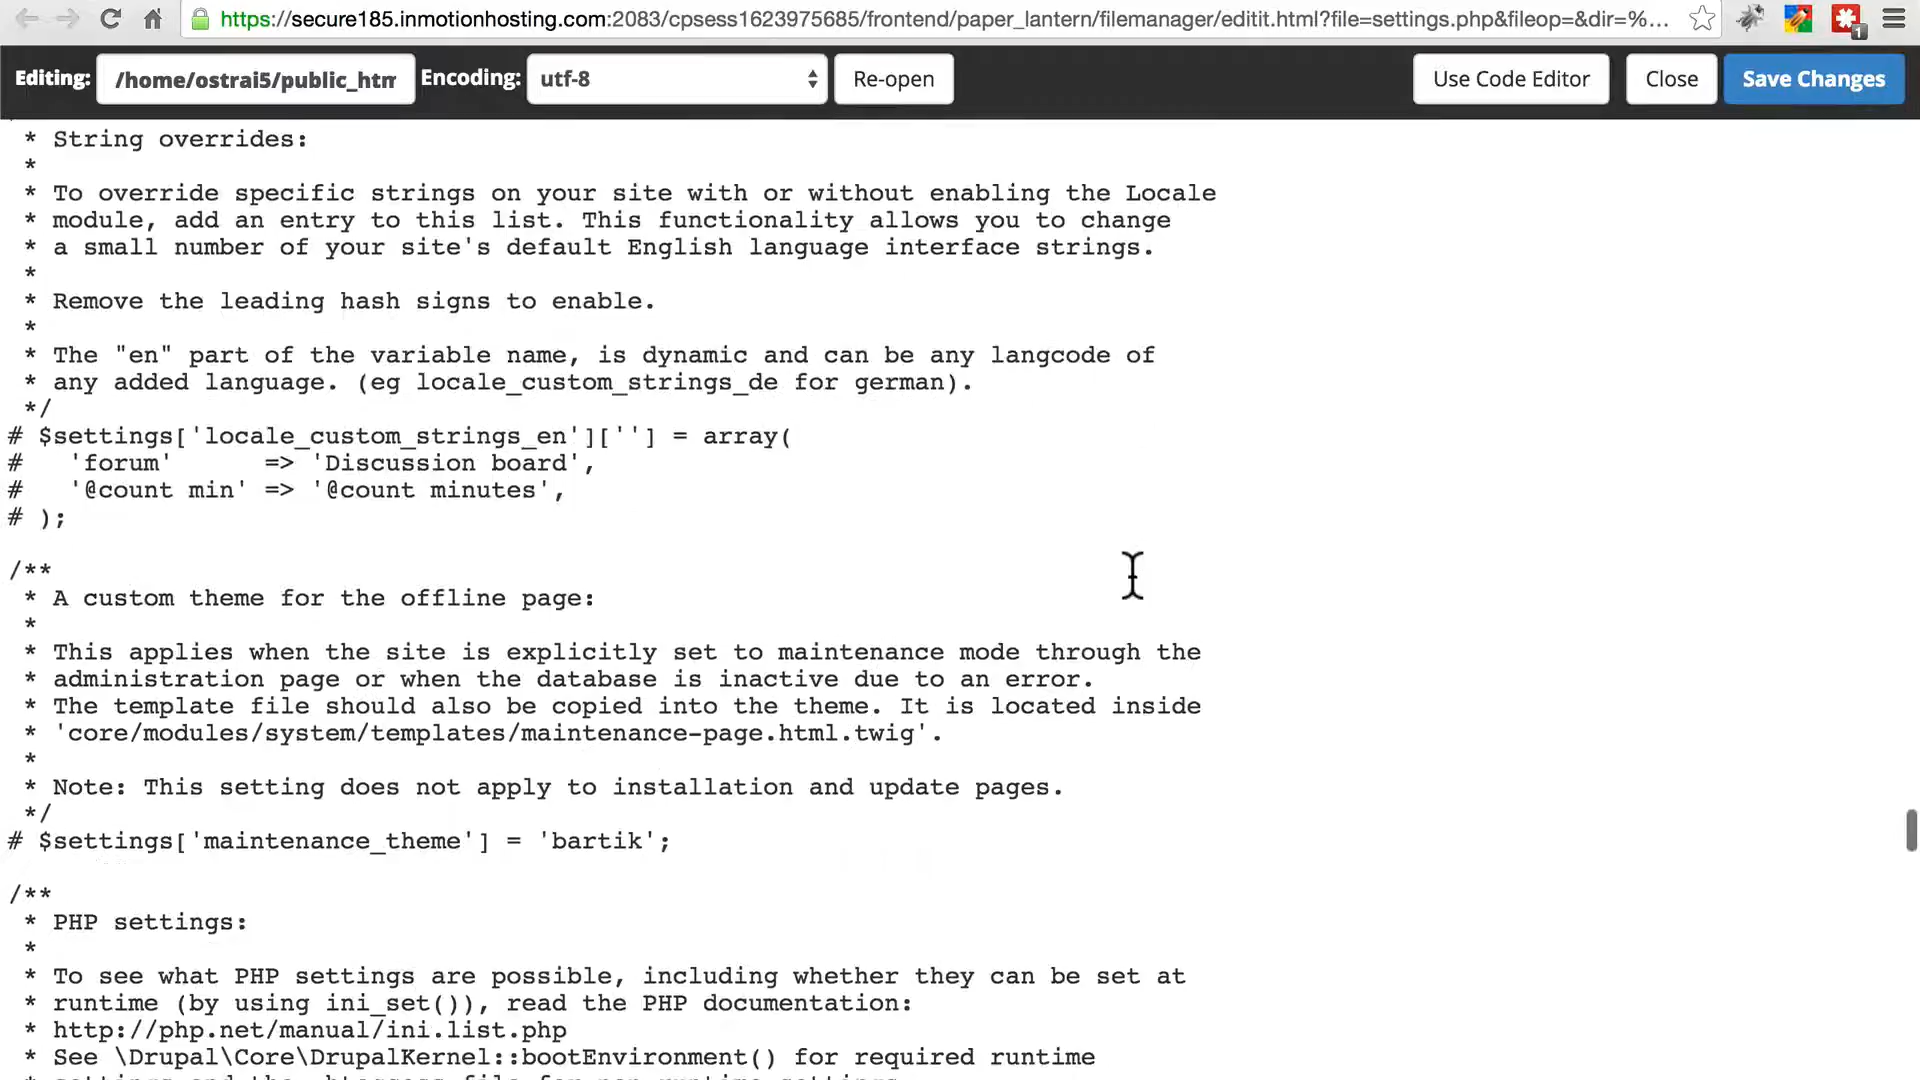 https://secure185.inmotionhosting.com:2083/cpsess1623975685/frontend/paper_lantern/filemanager/editit.html?file=settings.php&fileop=&dir=%...
1
Editing: /home/ostrai5/public_htm Encoding: utf-8 Re-open Use Code Editor Close Save Changes
* String overrides:
*
* To override specific strings on your site with or without enabling the Locale
* module, add an entry to this list. This functionality allows you to change
* a small number of your site's default English language interface strings.
*
* Remove the leading hash signs to enable.
*
* The "en" part of the variable name, is dynamic and can be any langcode of
* any added language. (eg locale_custom_strings_de for german).
*/
# $settings['locale_custom_strings_en'][''] = array(
#   'forum'      => 'Discussion board',
#   '@count min' => '@count minutes',
# );
/**
* A custom theme for the offline page:
*
* This applies when the site is explicitly set to maintenance mode through the
* administration page or when the database is inactive due to an error.
* The template file should also be copied into the theme. It is located inside
* 'core/modules/system/templates/maintenance-page.html.twig'.
*
* Note: This setting does not apply to installation and update pages.
*/
# $settings['maintenance_theme'] = 'bartik';
/**
* PHP settings:
*
* To see what PHP settings are possible, including whether they can be set at
* runtime (by using ini_set()), read the PHP documentation:
* http://php.net/manual/ini.list.php
* See \Drupal\Core\DrupalKernel::bootEnvironment() for required runtime